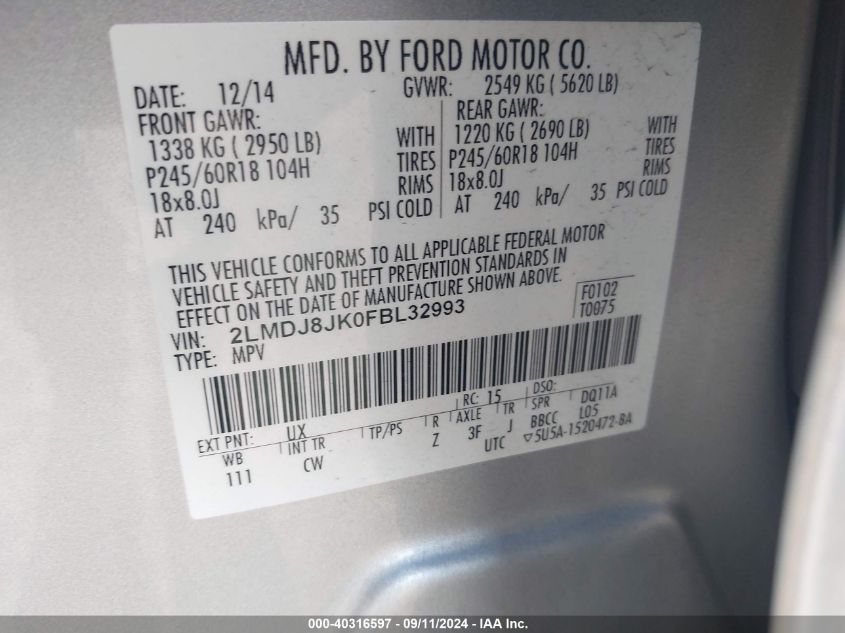 MFD. BY FORD MOTOR CO.
DATE: 12/14 GVWR: 2549 KG ( 5620 LB)
FRONT GAWR: REAR GAWR:
1338 KG ( 2950 LB) WITH 1220 KG ( 2690 LB) WITH
P245/60R18 104H TIRES P245/60R18 104H TIRES
18x8.0J RIMS 18x8.0J RIMS
AT 240 kPa/ 35 PSI COLD AT 240 kPa/ 35 PSI COLD
THIS VEHICLE CONFORMS TO ALL APPLICABLE FEDERAL MOTOR
VEHICLE SAFETY AND THEFT PREVENTION STANDARDS IN
EFFECT ON THE DATE OF MANUFACTURE SHOWN ABOVE.
VIN: 2LMDJ8JK0FBL32993 F0102
TYPE: MPV T0075
EXT PNT: UX RC: 15 DSO:
WB INT TR TP/PS R AXLE TR SPR DQ11A
111 CW Z 3F J BBCC L05
UTC ▽5U5A-1520472-BA
000-40316597 - 09/11/2024 - IAA Inc.